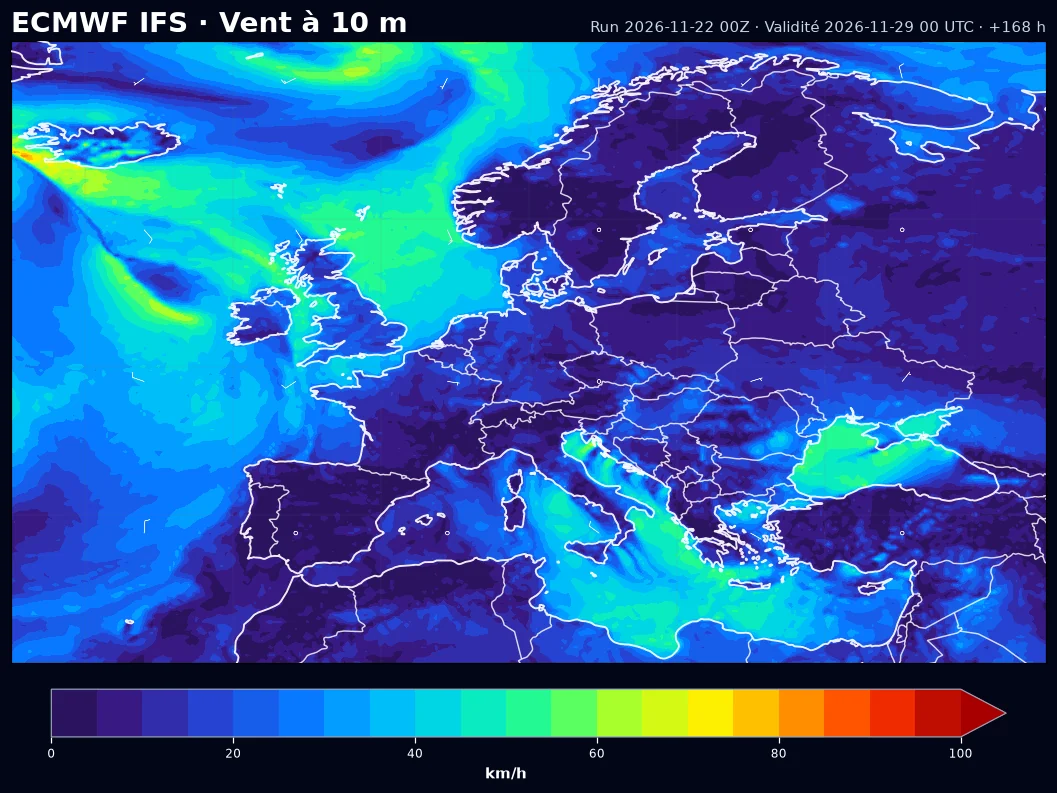 ECMWF IFS · Vent à 10 m
Run 2026-11-22 00Z · Validité 2026-11-29 00 UTC · +168 h
0 20 40 60 80 100
km/h